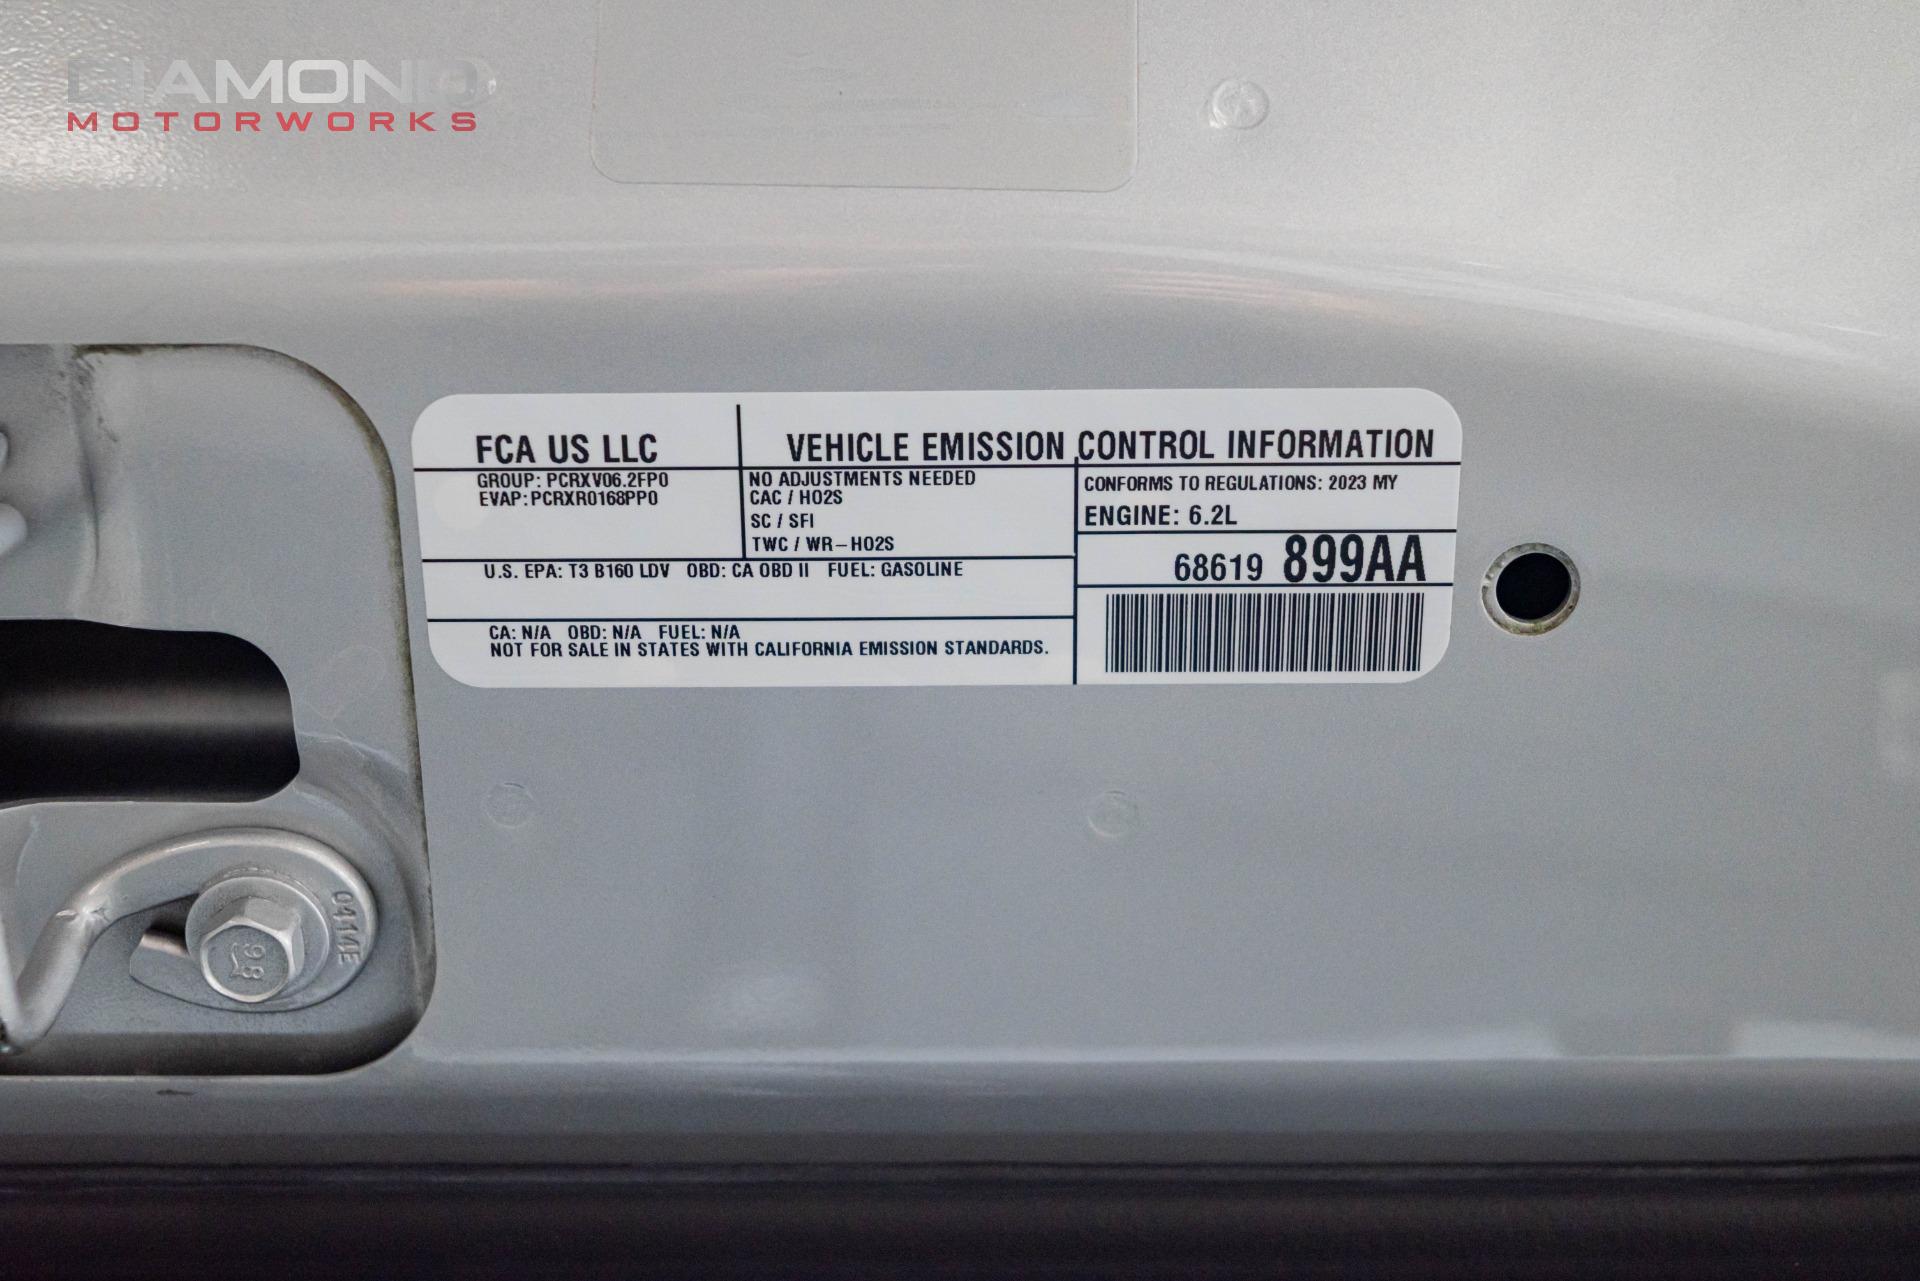 DIAMOND
MOTORWORKS
FCA US LLC
VEHICLE EMISSION CONTROL INFORMATION
GROUP: PCRXV06.2FP0
EVAP: PCRXR0168PP0
NO ADJUSTMENTS NEEDED
CAC / HO2S
SC / SFI
TWC / WR-HO2S
CONFORMS TO REGULATIONS: 2023 MY
ENGINE: 6.2L
68619 899AA
U.S. EPA: T3 B160 LDV OBD: CA OBD II FUEL: GASOLINE
CA: N/A OBD: N/A FUEL: N/A
NOT FOR SALE IN STATES WITH CALIFORNIA EMISSION STANDARDS.
98